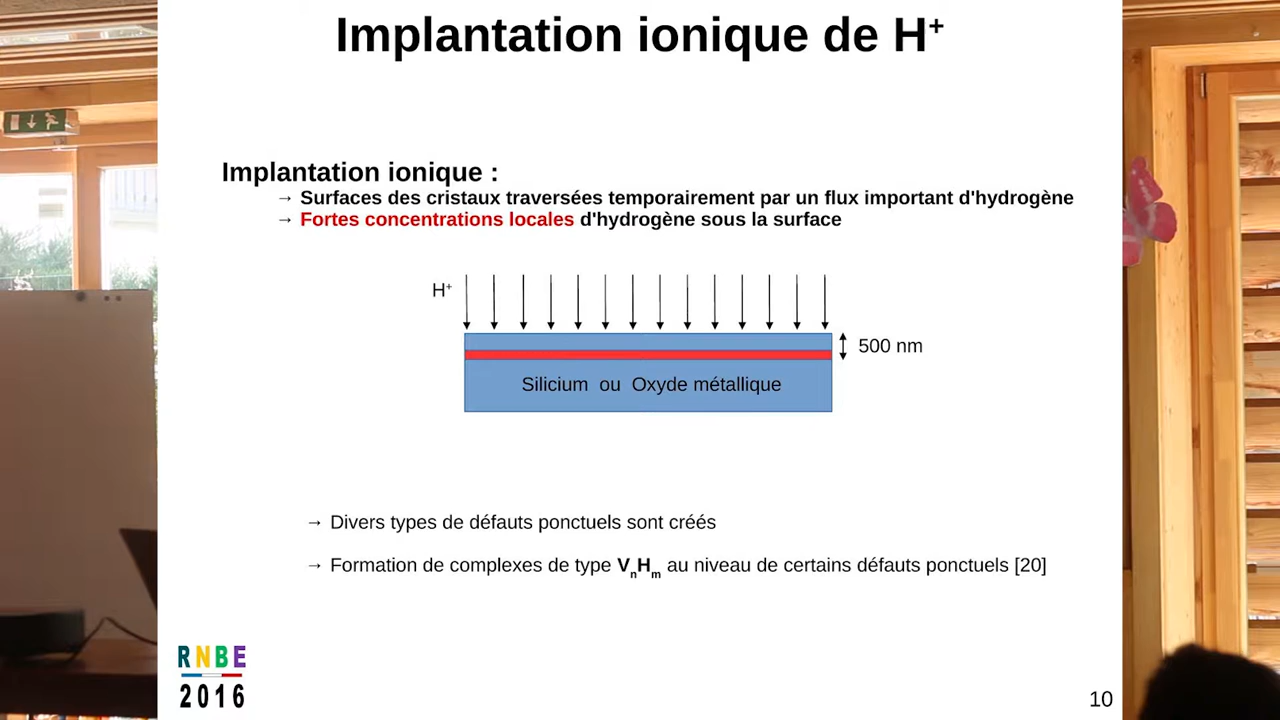 Implantation ionique de H⁺
Implantation ionique :
→ Surfaces des cristaux traversées temporairement par un flux important d'hydrogène
→ Fortes concentrations locales d'hydrogène sous la surface
H⁺
500 nm
Silicium ou Oxyde métallique
→ Divers types de défauts ponctuels sont créés
→ Formation de complexes de type VₙHₘ au niveau de certains défauts ponctuels [20]
RNBE
2016
10